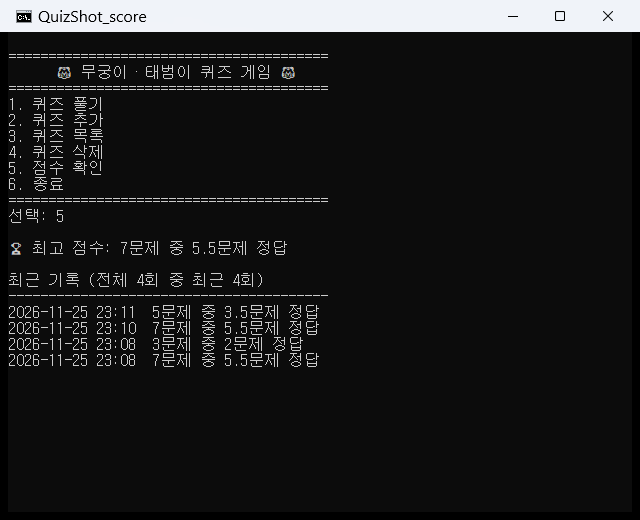 QuizShot_score
========================================
🐯 무궁이·태범이 퀴즈 게임 🐯
========================================
1. 퀴즈 풀기
2. 퀴즈 추가
3. 퀴즈 목록
4. 퀴즈 삭제
5. 점수 확인
6. 종료
========================================
선택: 5
🏆 최고 점수: 7문제 중 5.5문제 정답
최근 기록 (전체 4회 중 최근 4회)
----------------------------------------
2026-11-25 23:11  5문제 중 3.5문제 정답
2026-11-25 23:10  7문제 중 5.5문제 정답
2026-11-25 23:08  3문제 중 2문제 정답
2026-11-25 23:08  7문제 중 5.5문제 정답